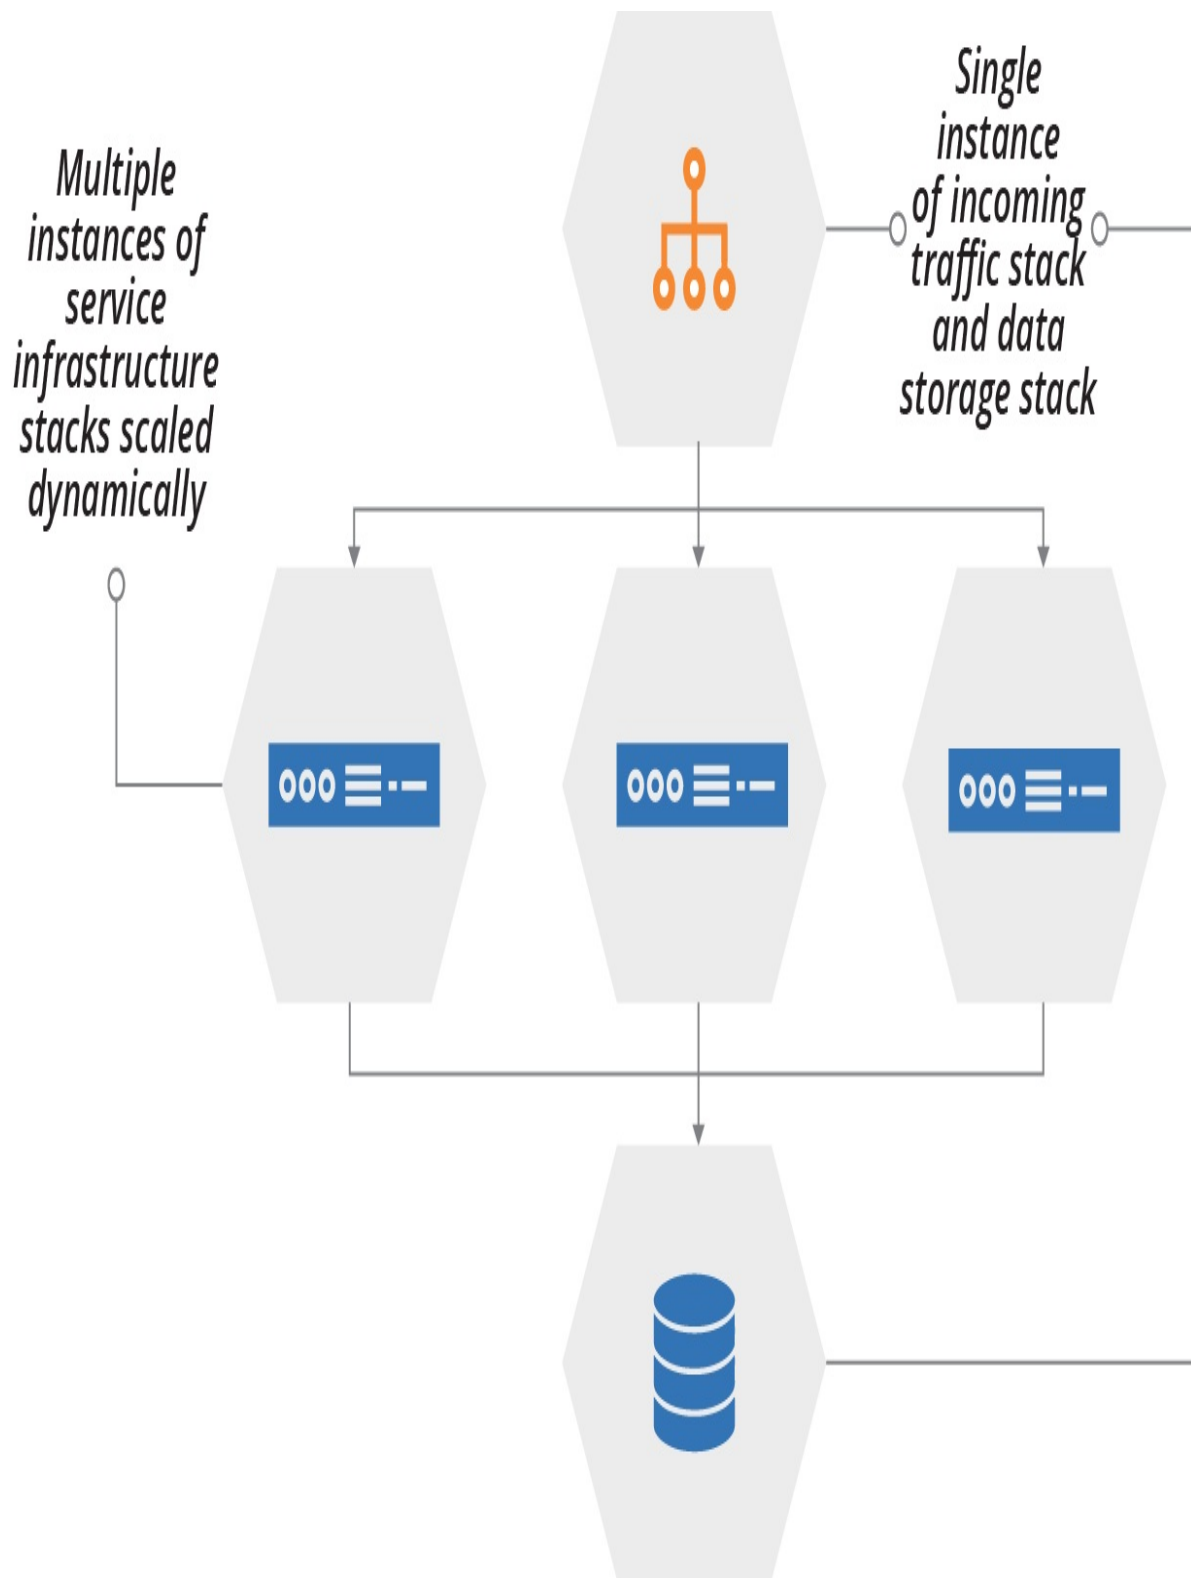 Multiple
instances of
service
infrastructure
stacks scaled
dynamically
Single
instance
of incoming
traffic stack
and data
storage stack